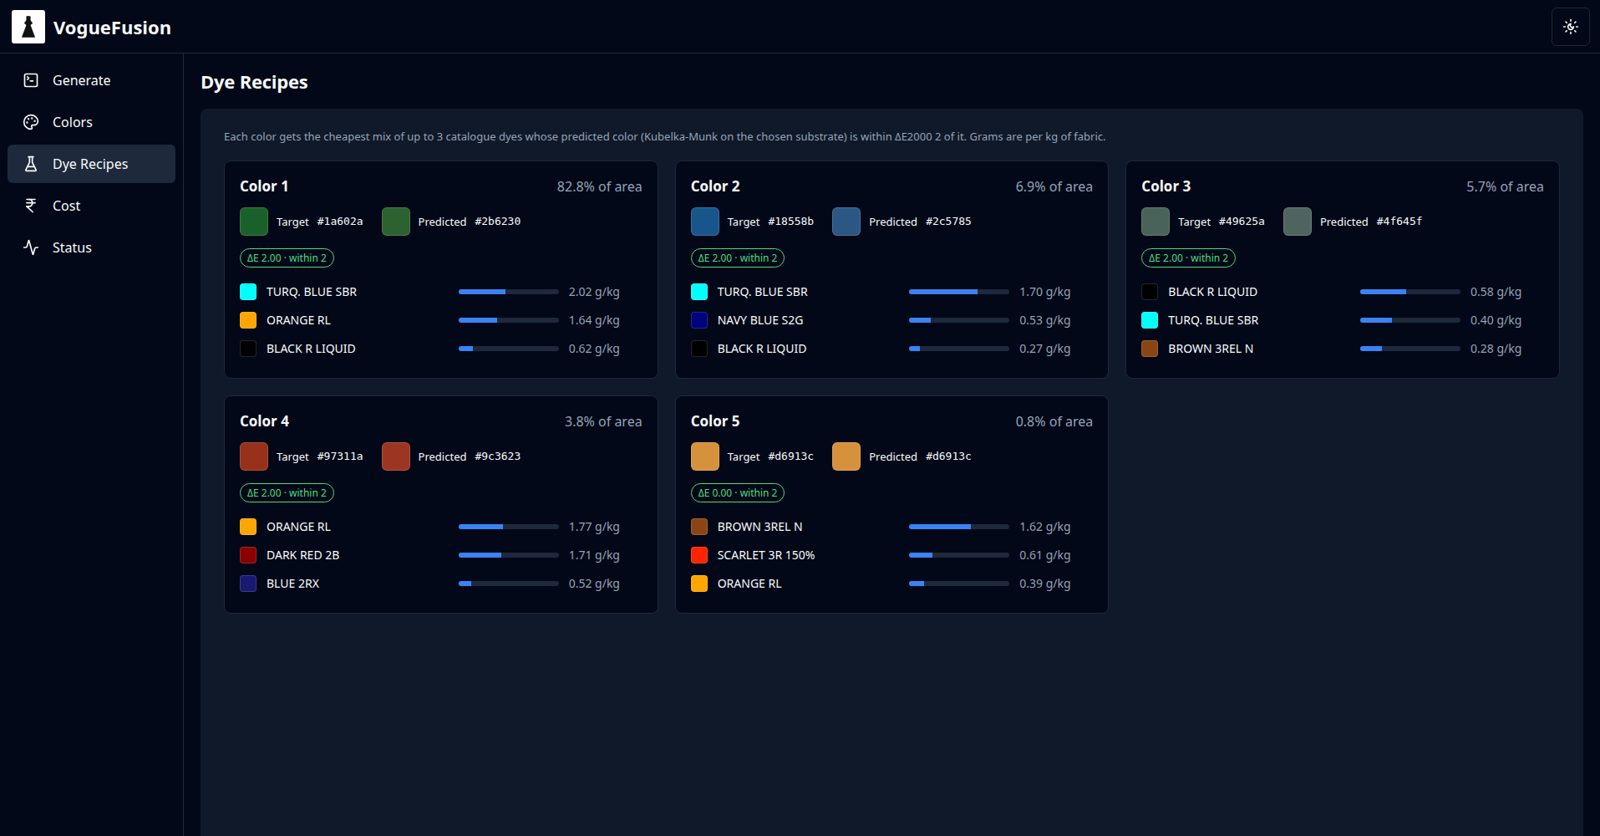 VogueFusion
Generate
Colors
Dye Recipes
Cost
Status
Dye Recipes
Each color gets the cheapest mix of up to 3 catalogue dyes whose predicted color (Kubelka-Munk on the chosen substrate) is within ΔE2000 2 of it. Grams are per kg of fabric.
Color 1 82.8% of area
Target #1a602a Predicted #2b6230
ΔE 2.00 · within 2
TURQ. BLUE SBR 2.02 g/kg
ORANGE RL 1.64 g/kg
BLACK R LIQUID 0.62 g/kg
Color 2 6.9% of area
Target #18558b Predicted #2c5785
ΔE 2.00 · within 2
TURQ. BLUE SBR 1.70 g/kg
NAVY BLUE S2G 0.53 g/kg
BLACK R LIQUID 0.27 g/kg
Color 3 5.7% of area
Target #49625a Predicted #4f645f
ΔE 2.00 · within 2
BLACK R LIQUID 0.58 g/kg
TURQ. BLUE SBR 0.40 g/kg
BROWN 3REL N 0.28 g/kg
Color 4 3.8% of area
Target #97311a Predicted #9c3623
ΔE 2.00 · within 2
ORANGE RL 1.77 g/kg
DARK RED 2B 1.71 g/kg
BLUE 2RX 0.52 g/kg
Color 5 0.8% of area
Target #d6913c Predicted #d6913c
ΔE 0.00 · within 2
BROWN 3REL N 1.62 g/kg
SCARLET 3R 150% 0.61 g/kg
ORANGE RL 0.39 g/kg